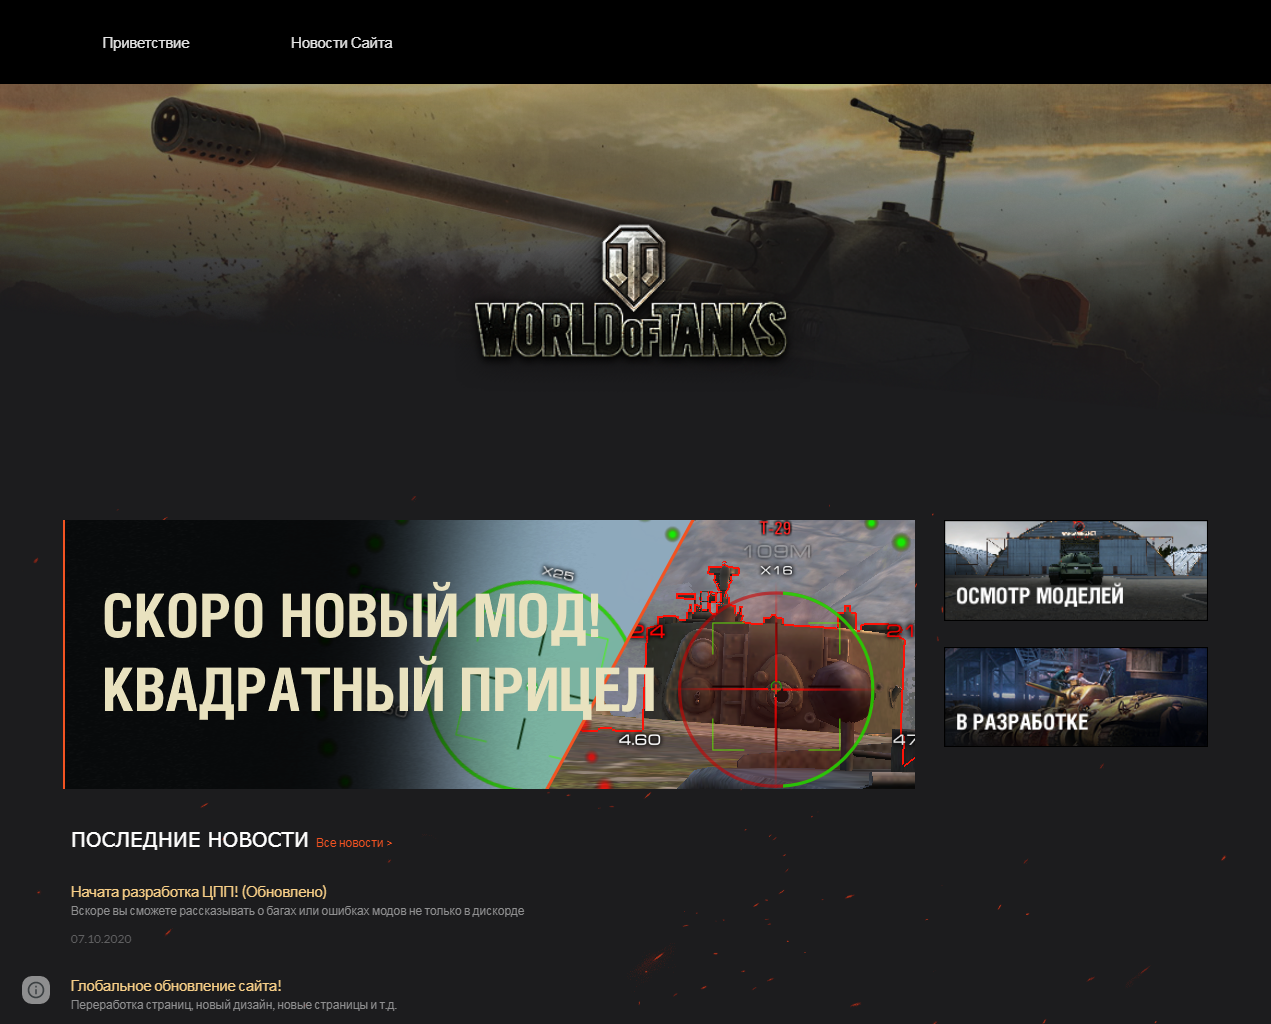 Приветствие
Новости Сайта
WORLD OF TANKS
СКОРО НОВЫЙ МОД!
КВАДРАТНЫЙ ПРИЦЕЛ
T-29
109M
X25
X16
24
21
4.60
47
ОСМОТР МОДЕЛЕЙ
В РАЗРАБОТКЕ
ПОСЛЕДНИЕ НОВОСТИ Все новости >
Начата разработка ЦПП! (Обновлено)
Вскоре вы сможете рассказывать о багах или ошибках модов не только в дискорде
07.10.2020
Глобальное обновление сайта!
Переработка страниц, новый дизайн, новые страницы и т.д.